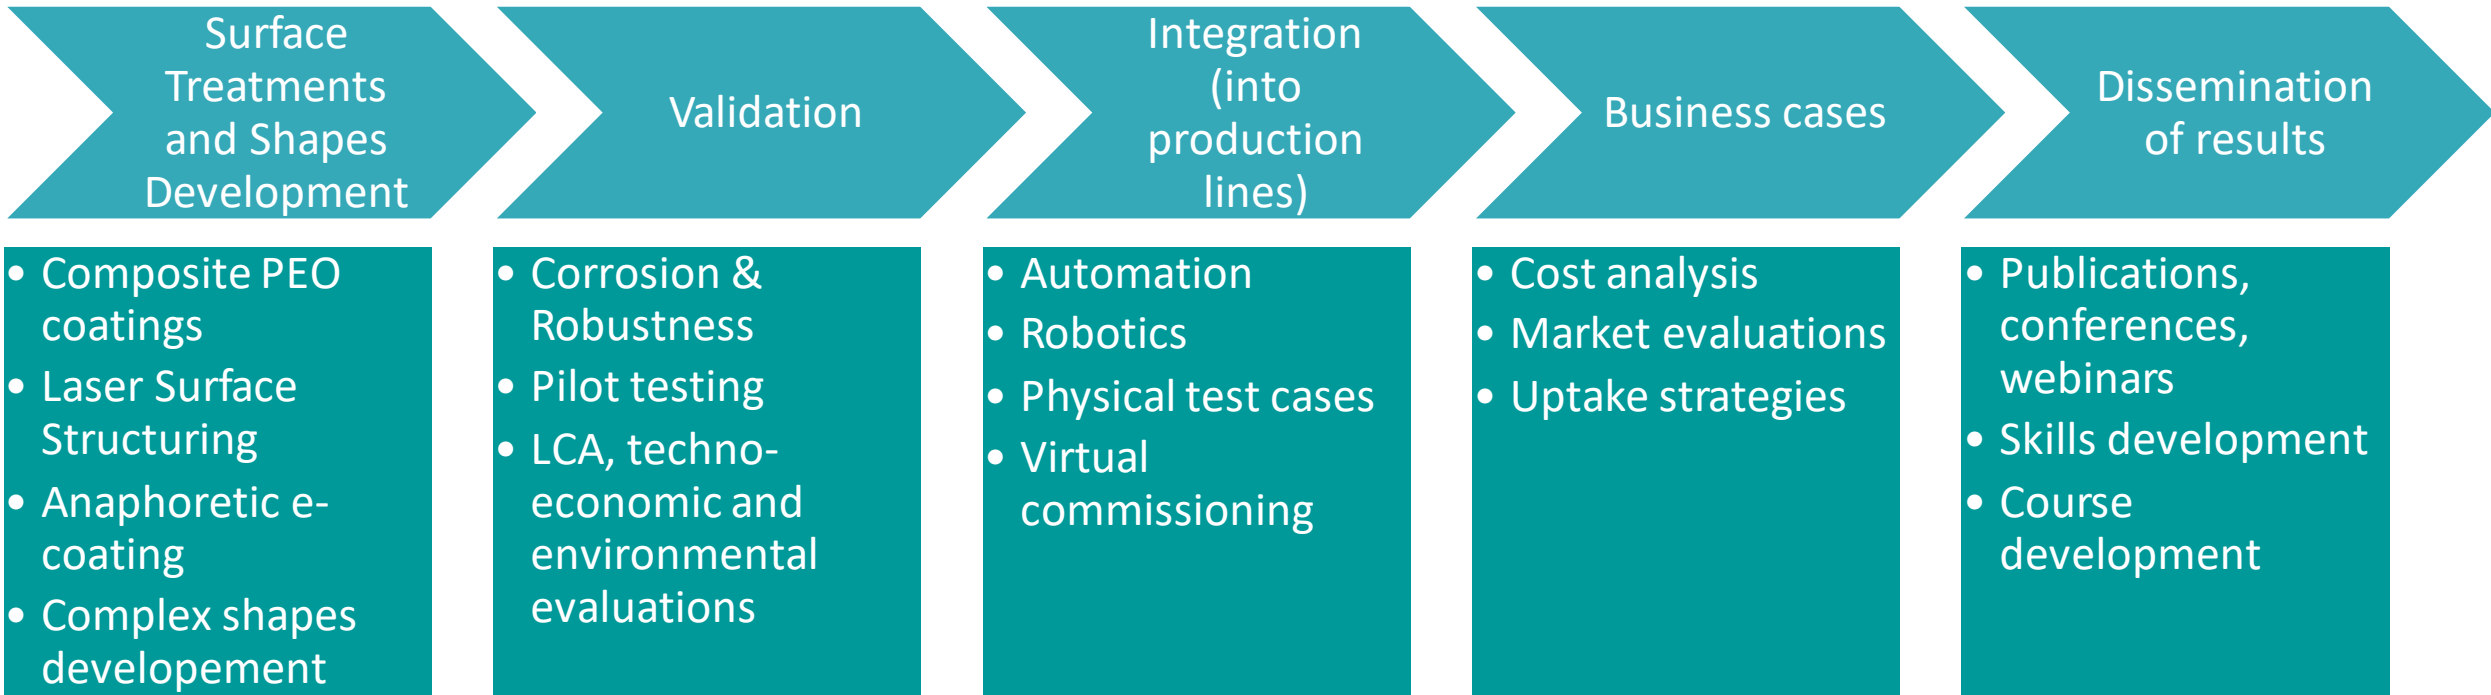 Surface
Treatments
and Shapes
Development
Validation
Integration
(into
production
lines)
Business cases
Dissemination
of results
• Composite PEO
coatings
• Laser Surface
Structuring
• Anaphoretic e-
coating
• Complex shapes
developement
• Corrosion &
Robustness
• Pilot testing
• LCA, techno-
economic and
environmental
evaluations
• Automation
• Robotics
• Physical test cases
• Virtual
commissioning
• Cost analysis
• Market evaluations
• Uptake strategies
• Publications,
conferences,
webinars
• Skills development
• Course
development